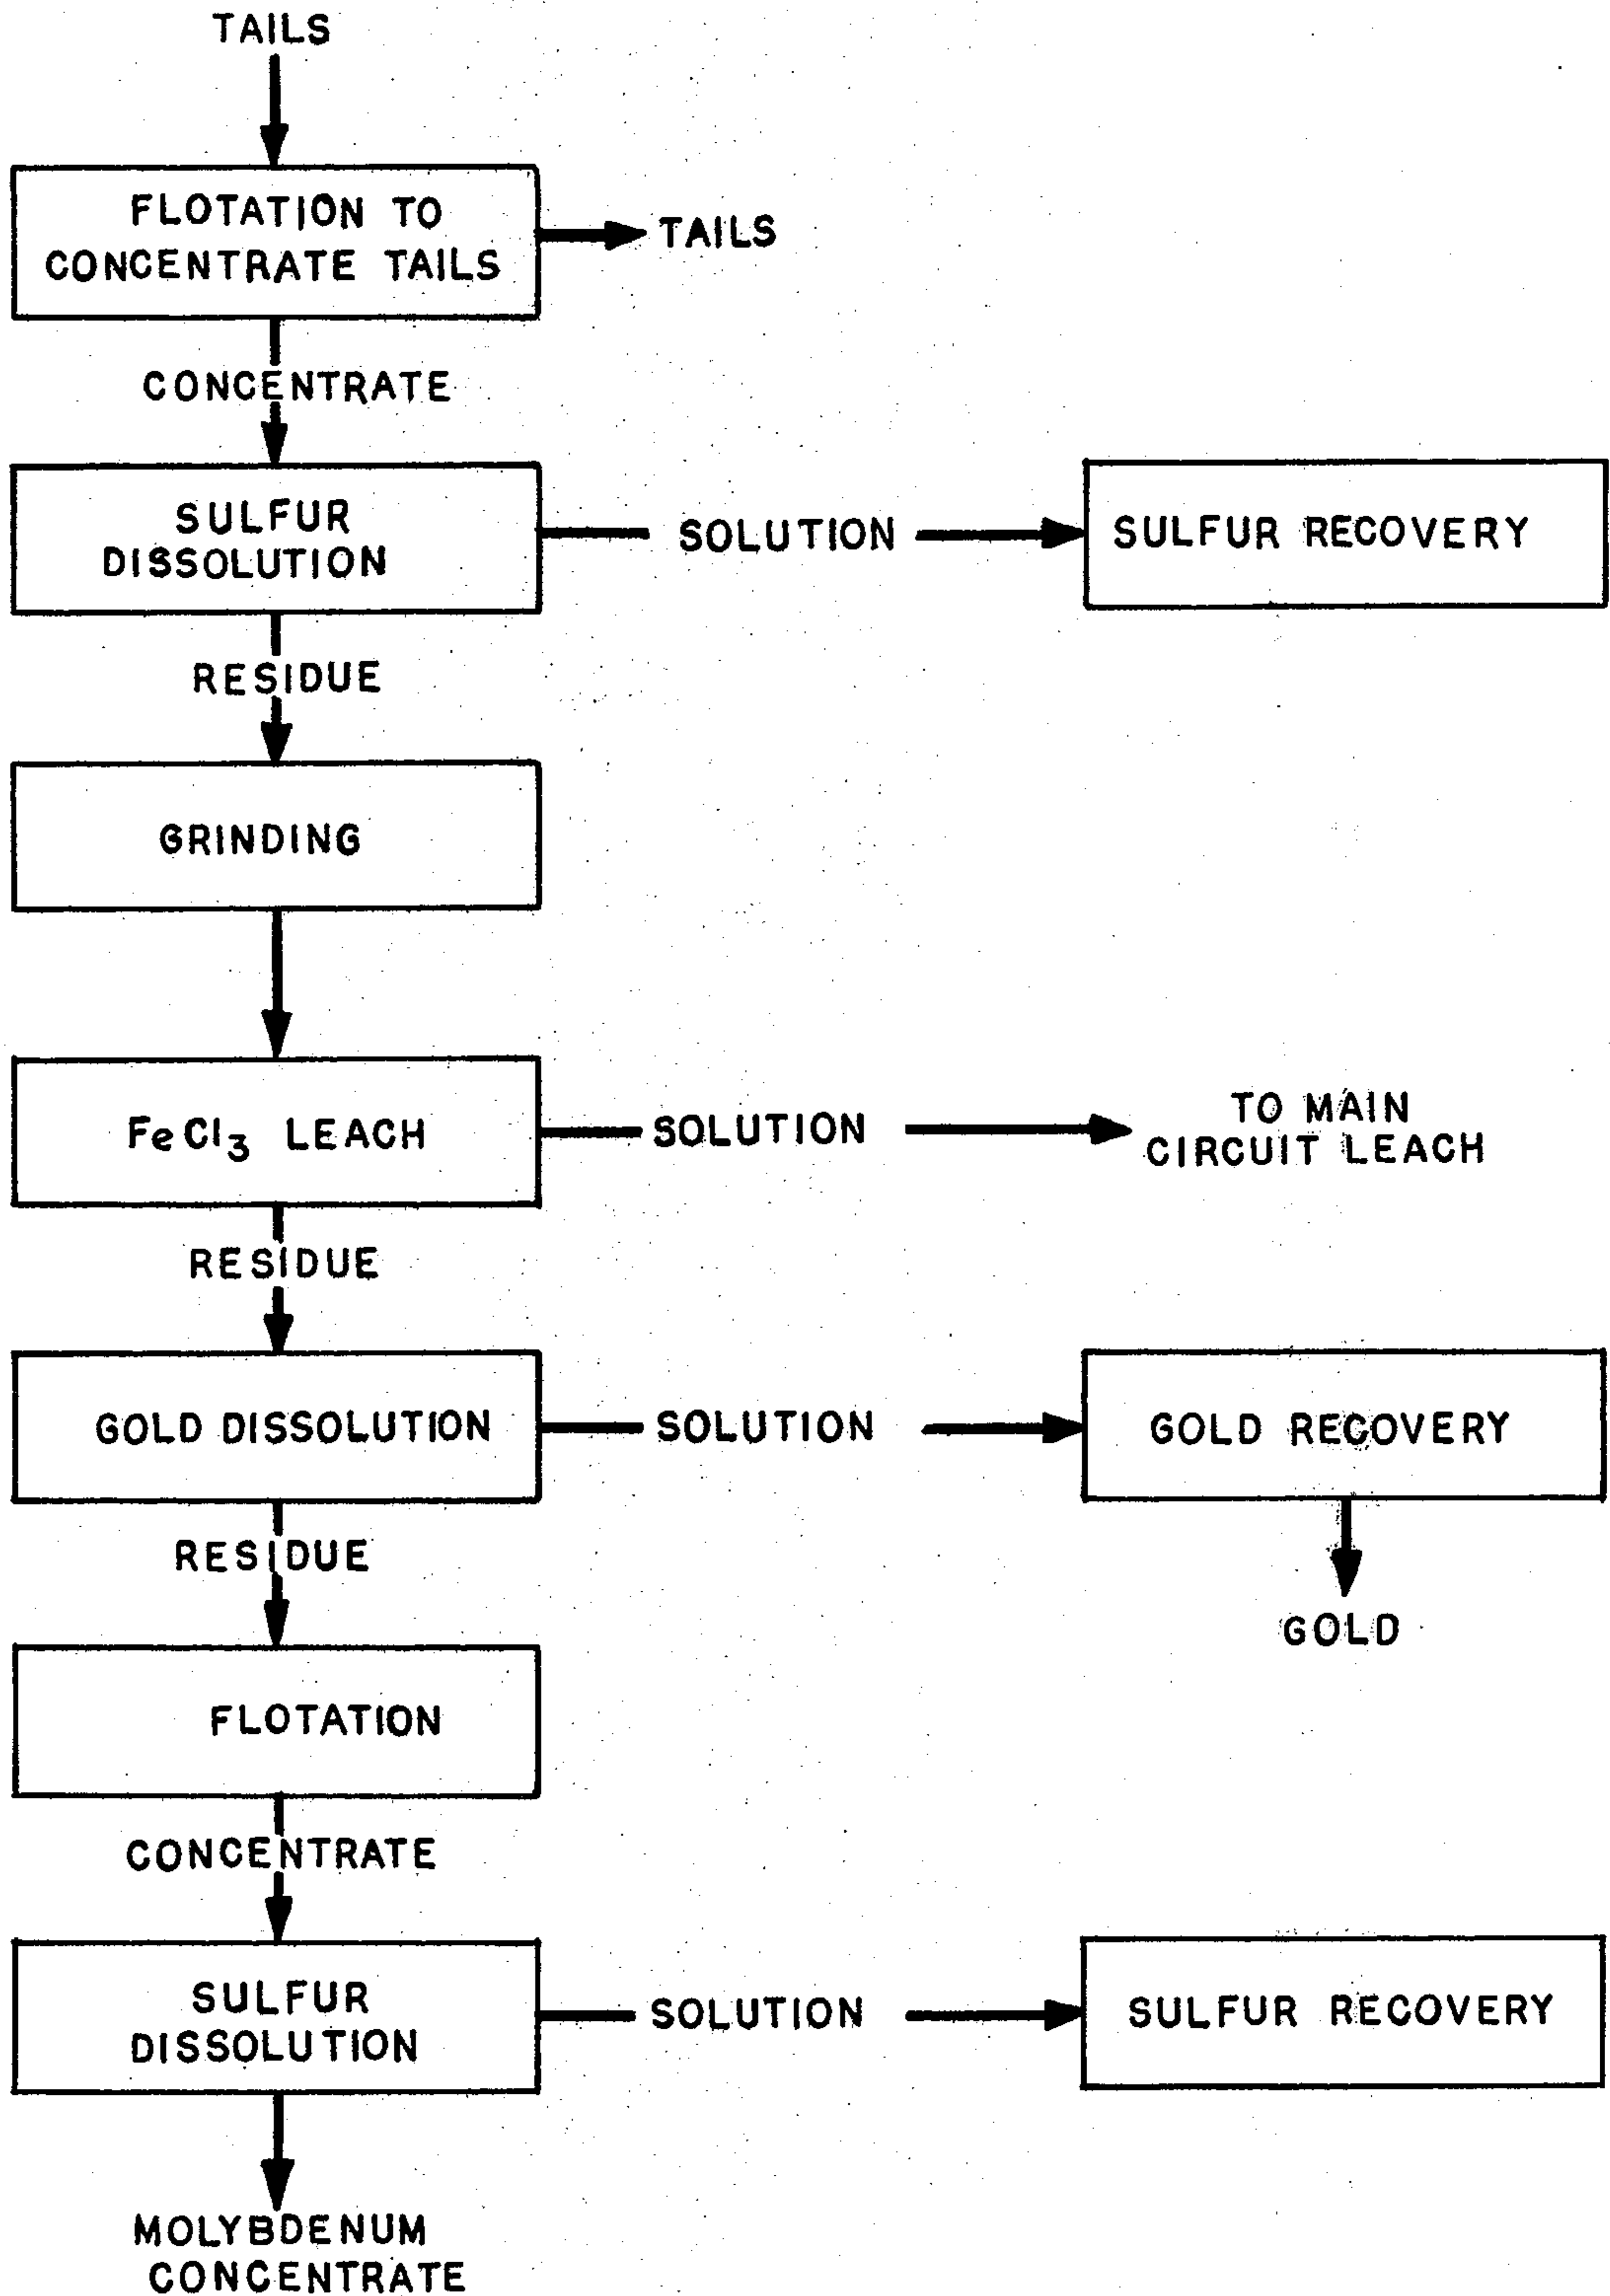 TAILS
FLOTATION TO
CONCENTRATE TAILS
TAILS
CONCENTRATE
SULFUR
DISSOLUTION
SOLUTION
SULFUR RECOVERY
RESIDUE
GRINDING
FeCl₃ LEACH
SOLUTION
TO MAIN
CIRCUIT LEACH
RESIDUE
GOLD DISSOLUTION
SOLUTION
GOLD RECOVERY
RESIDUE
GOLD
FLOTATION
CONCENTRATE
SULFUR
DISSOLUTION
SOLUTION
SULFUR RECOVERY
MOLYBDENUM
CONCENTRATE